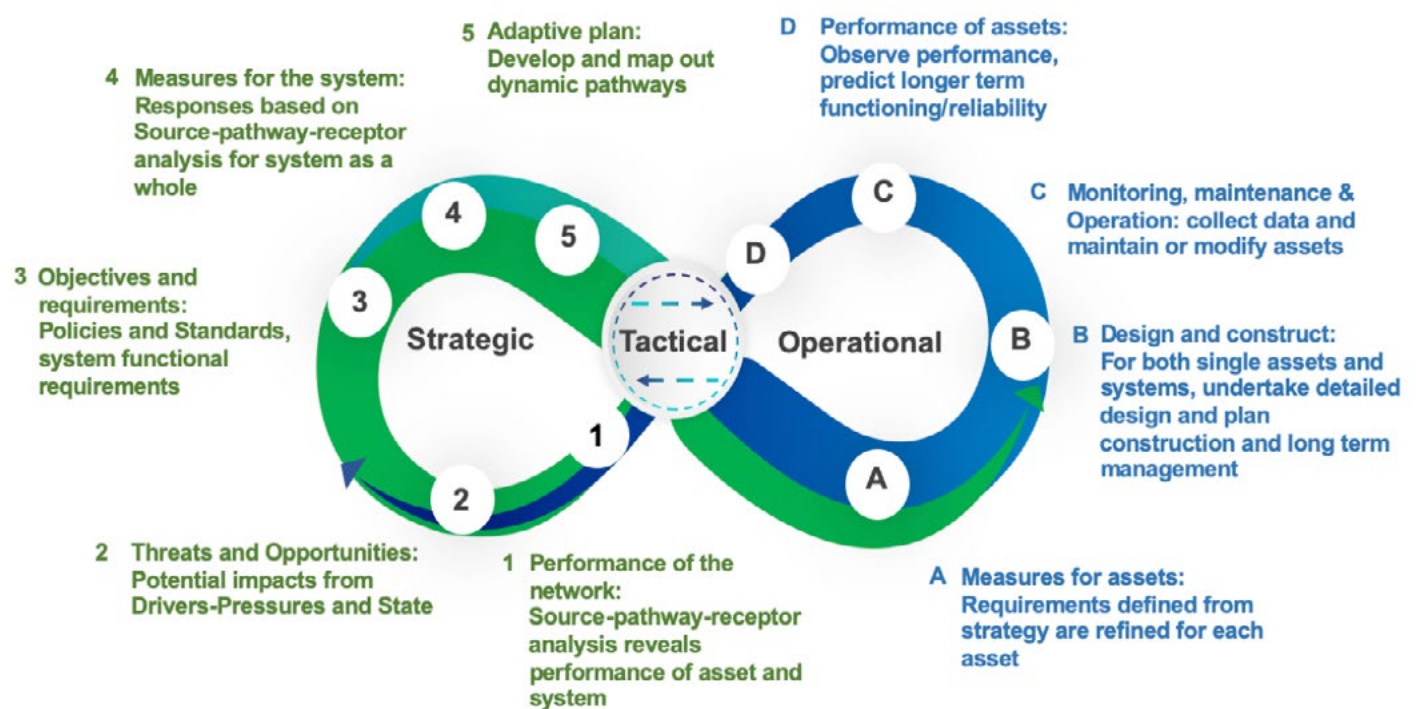 5 Adaptive plan:
Develop and map out
dynamic pathways
D Performance of assets:
Observe performance,
predict longer term
functioning/reliability
4 Measures for the system:
Responses based on
Source-pathway-receptor
analysis for system as a
whole
C Monitoring, maintenance &
Operation: collect data and
maintain or modify assets
3 Objectives and
requirements:
Policies and Standards,
system functional
requirements
B Design and construct:
For both single assets and
systems, undertake detailed
design and plan
construction and long term
management
2 Threats and Opportunities:
Potential impacts from
Drivers-Pressures and State
1 Performance of the
network:
Source-pathway-receptor
analysis reveals
performance of asset and
system
A Measures for assets:
Requirements defined from
strategy are refined for each
asset
4
5
3
2
1
Strategic
Tactical
Operational
D
C
B
A